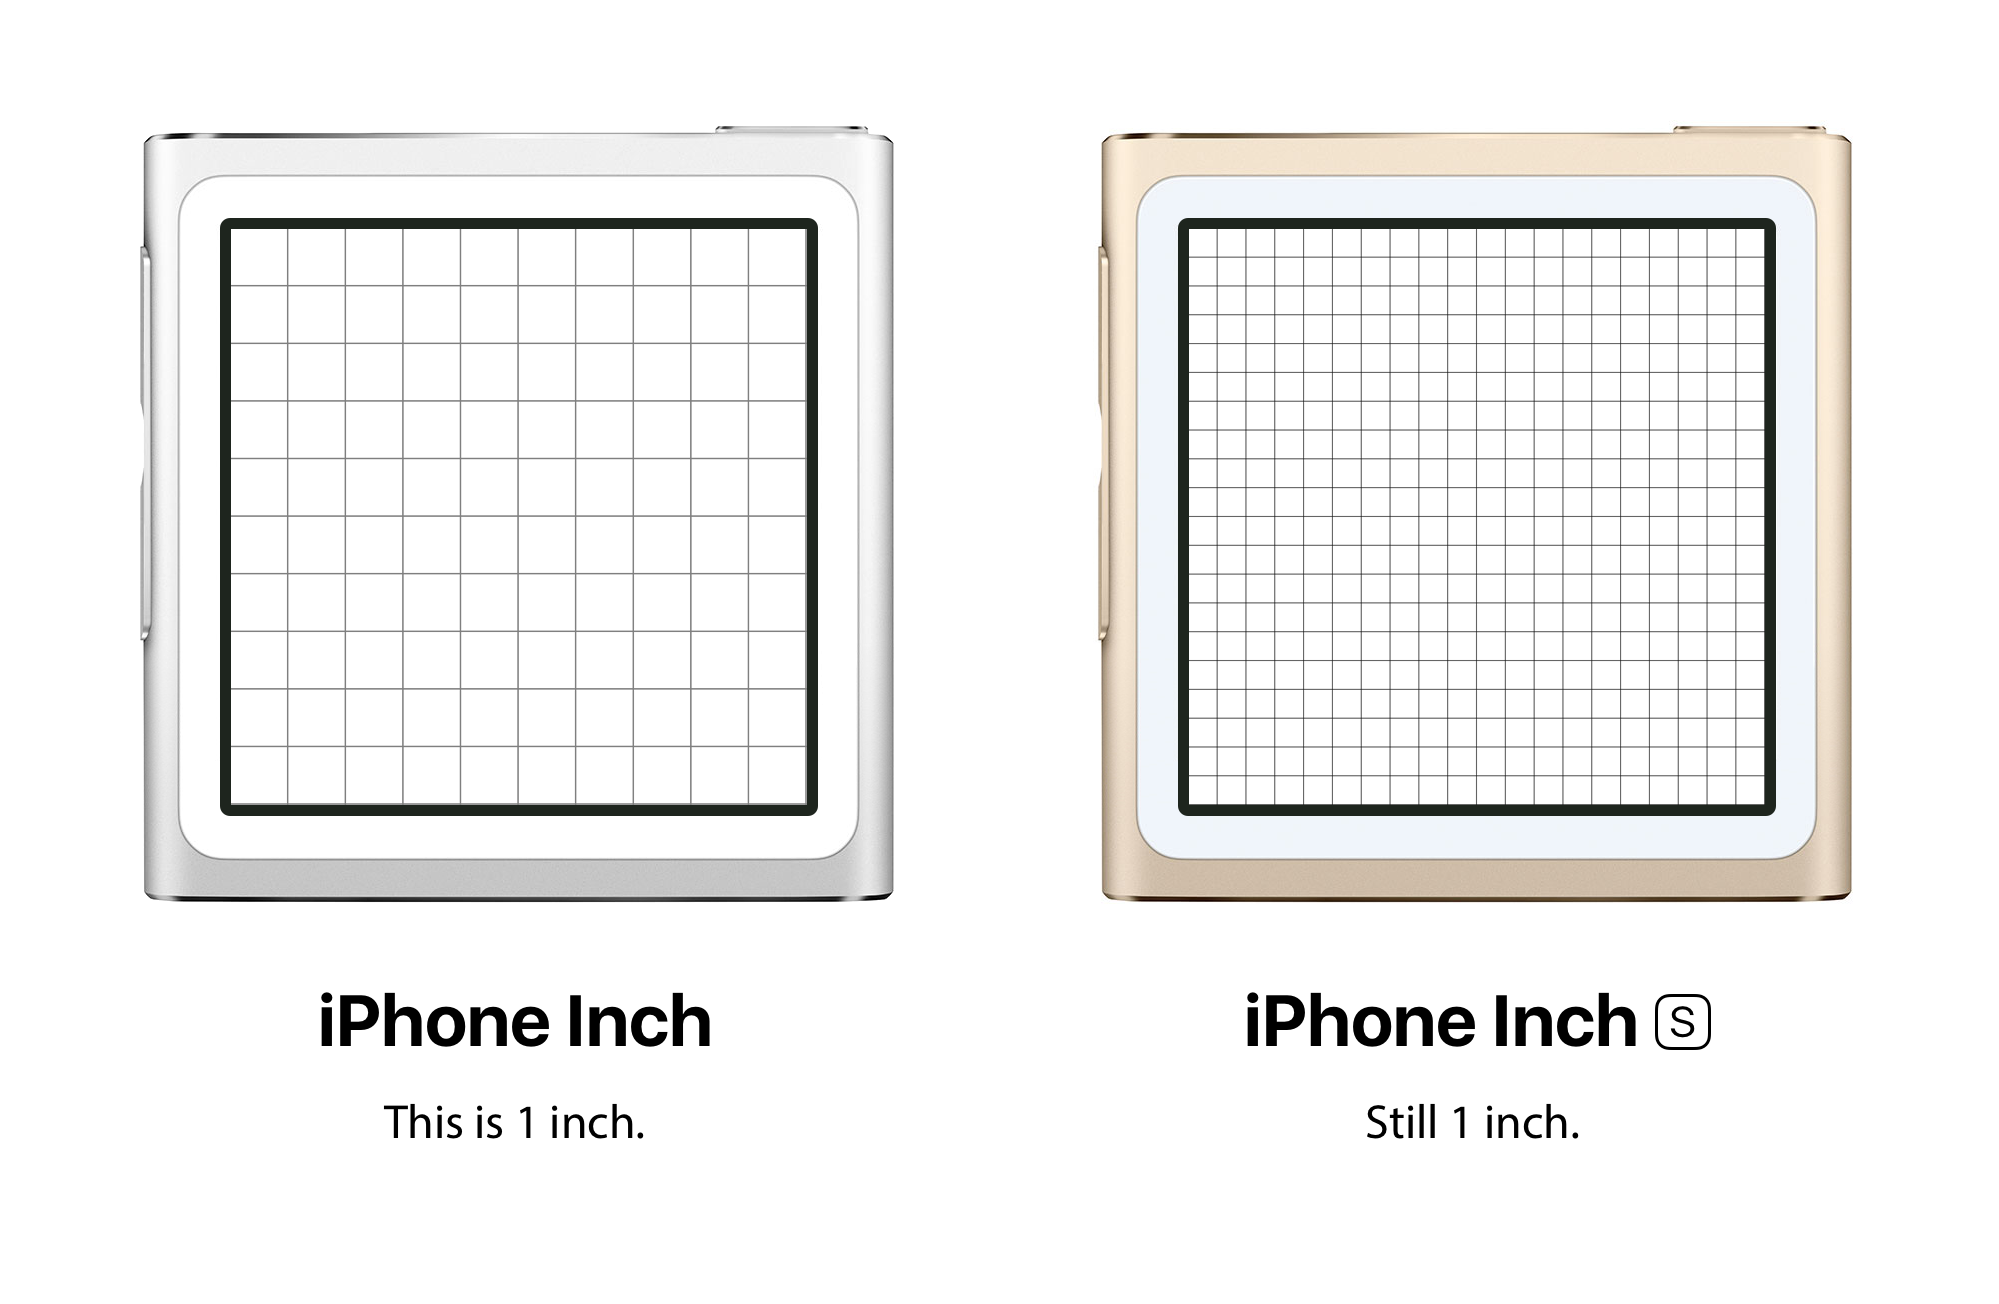 iPhone Inch
This is 1 inch.
iPhone Inch S
Still 1 inch.